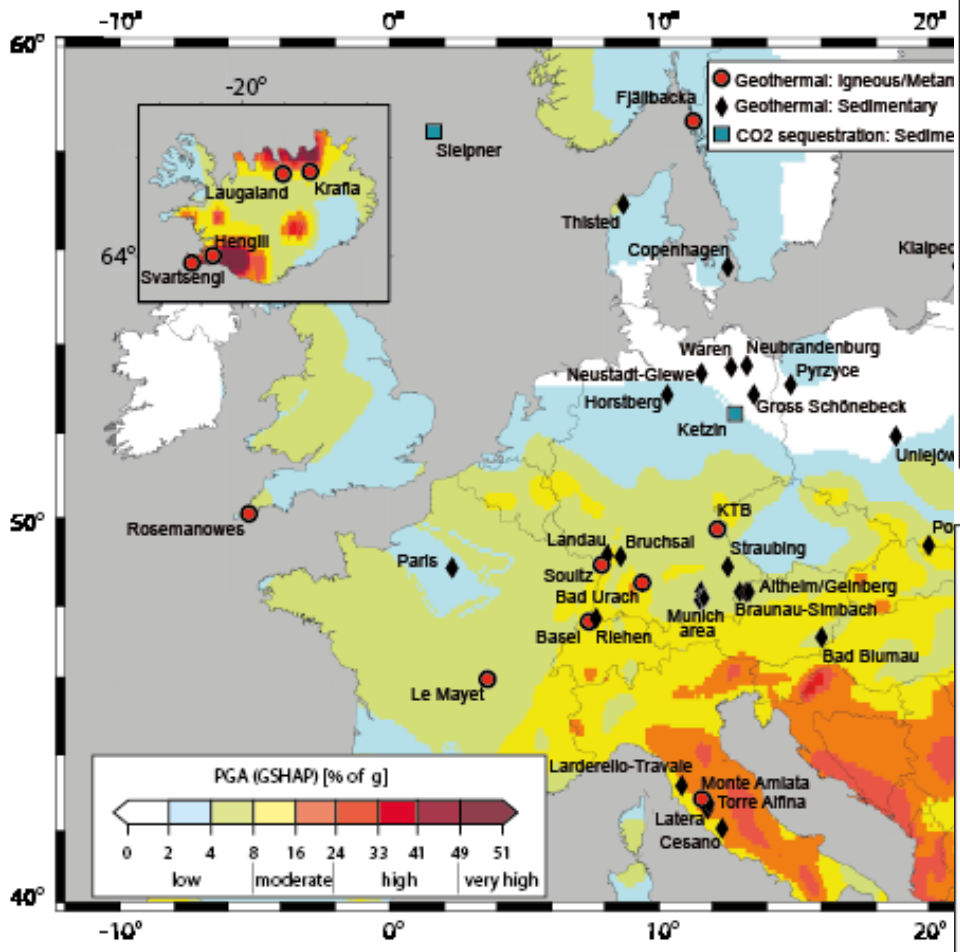 -10° 0° 10° 20°
60°
-20°
Geothermal: Igneous/Metan
Geothermal: Sedimentary
CO2 sequestration: Sedime
Fjällbacka
Sleipner
Laugaland
Krafla
Thisted
Hengill
64°
Svartsengi
Copenhagen
Klaipec
Waren
Neubrandenburg
Neustadt-Glewe
Pyrzyce
Horstberg
Gross Schönebeck
Ketzin
Uniejów
50°
Rosemanowes
KTB
Por
Landau
Bruchsal
Straubing
Paris
Soultz
Bad Urach
Altheim/Geinberg
Munich
area
Braunau-Simbach
Basel
Riehen
Bad Blumau
Le Mayet
Larderello-Travale
Monte Amiata
Torre Alfina
Latera
Cesano
PGA (GSHAP) [% of g]
0 2 4 8 16 24 33 41 49 51
low moderate high very high
40°
-10° 0° 10° 20°